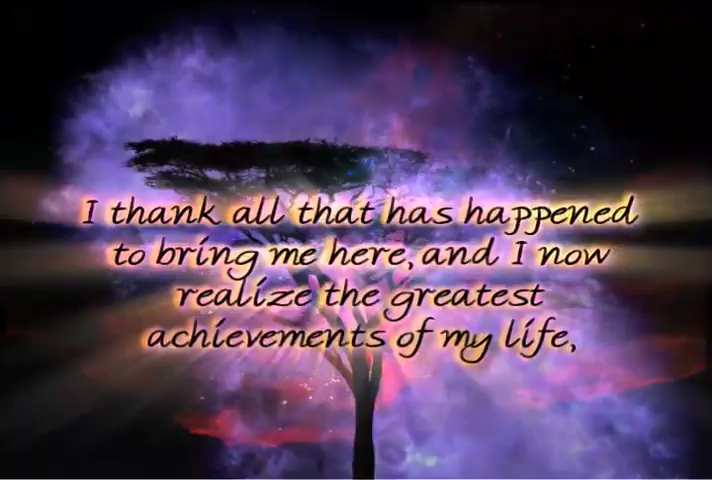 I thank all that has happened
to bring me here, and I now
realize the greatest
achievements of my life,